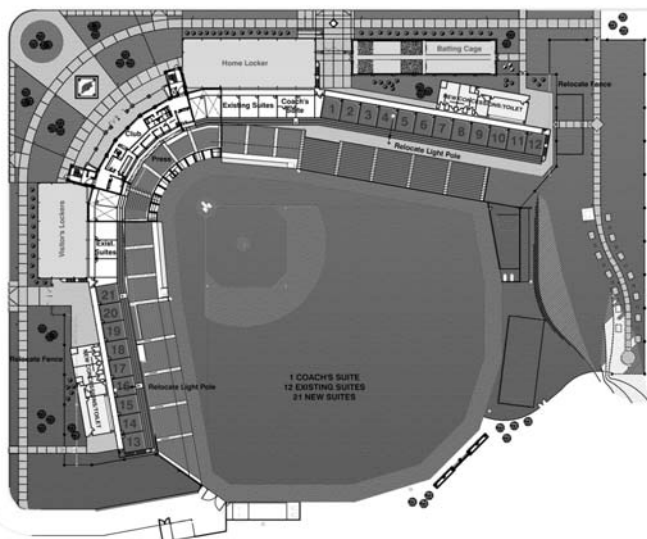 Home Locker
Batting Cage
Relocate Fence
Existing Suites
Coach's
Suite
1 2 3 4 5 6 7 8 9 10 11 12
Club
Press
Relocate Light Pole
Visitor's Lockers
Exist.
Suites
21
20
19
18
17
16
15
14
13
Relocate Fence
Relocate Light Pole
1 COACH'S SUITE
12 EXISTING SUITES
21 NEW SUITES